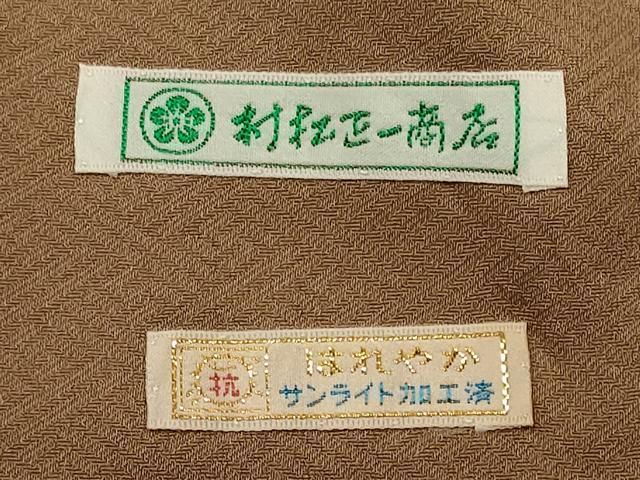 村松正一商店
抗
はれやか
サンライト加工済